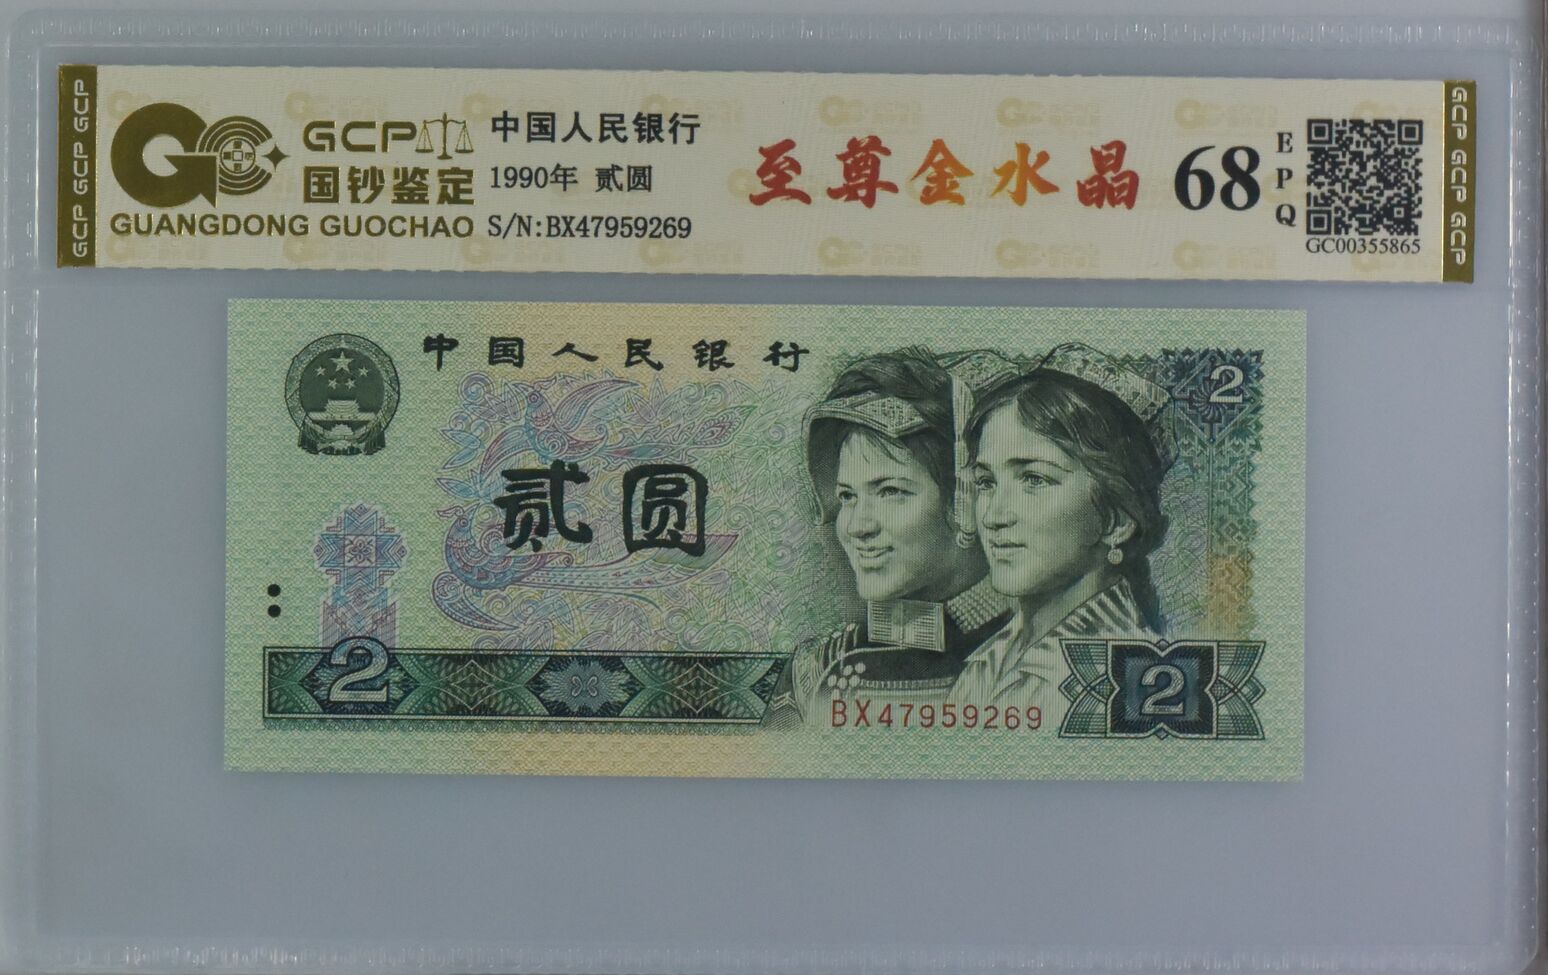 GCP GCP GCP
GCP
国钞鉴定
GUANGDONG GUOCHAO
中国人民银行
1990年 贰圆
S/N:BX47959269
至尊金水晶
68
E
P
Q
GC00355865
GCP GCP GCP
中国人民银行
2
贰圆
2
BX47959269
2